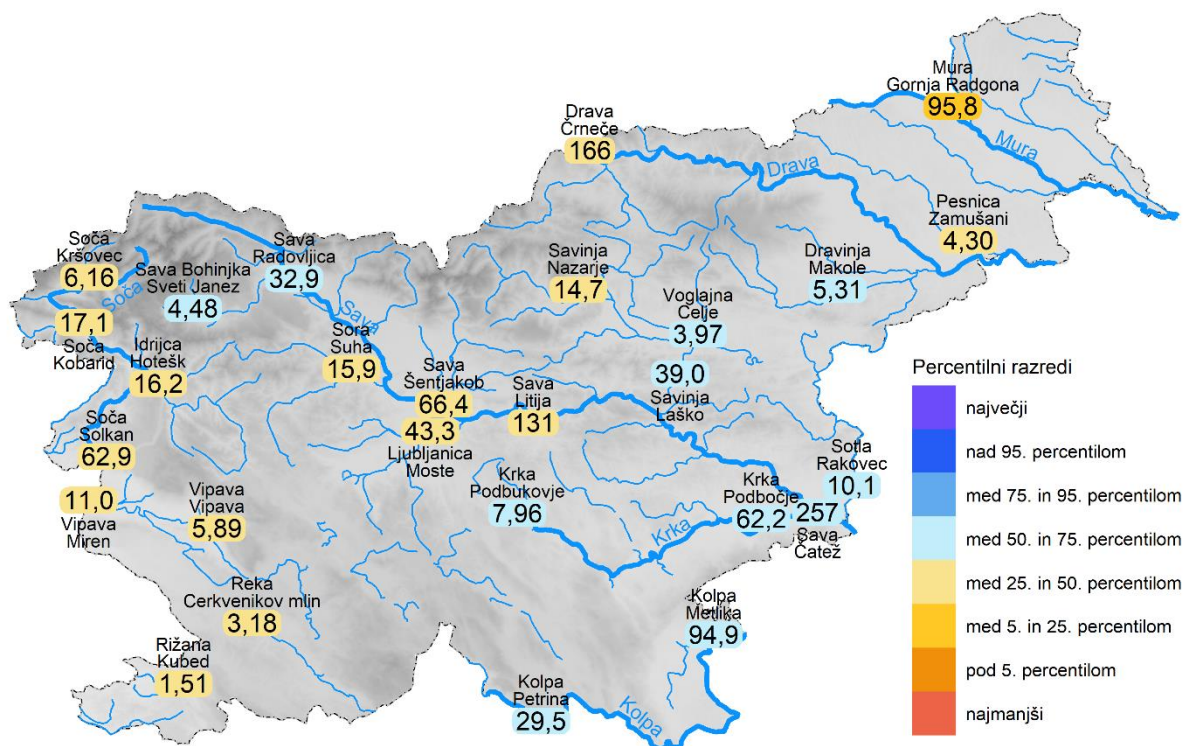 Mura
Gornja Radgona
95,8
Mura
Drava
Črneče
166
Drava
Pesnica
Zamušani
4,30
Soča
Kršovec
6,16
Sava Bohinjka
Sveti Janez
4,48
Sava
Radovljica
32,9
Savinja
Nazarje
14,7
Dravinja
Makole
5,31
Voglajna
Celje
3,97
Soča
17,1
Soča
Kobarid
Idrijca
Hotešk
16,2
Sava
Sora
Suha
15,9
Sava
Šentjakob
66,4
43,3
Ljubljanica
Moste
Sava
Litija
131
39,0
Savinja
Laško
Soča
Solkan
62,9
11,0
Vipava
Miren
Vipava
Vipava
5,89
Krka
Podbukovje
7,96
Krka
Krka
Podbočje
62,2
257
Sava
Čatež
Sotla
Rakovec
10,1
Reka
Cerkvenikov mlin
3,18
Rižana
Kubed
1,51
Kolpa
Metlika
94,9
Kolpa
Petrina
29,5
Kolpa
Percentilni razredi
največji
nad 95. percentilom
med 75. in 95. percentilom
med 50. in 75. percentilom
med 25. in 50. percentilom
med 5. in 25. percentilom
pod 5. percentilom
najmanjši